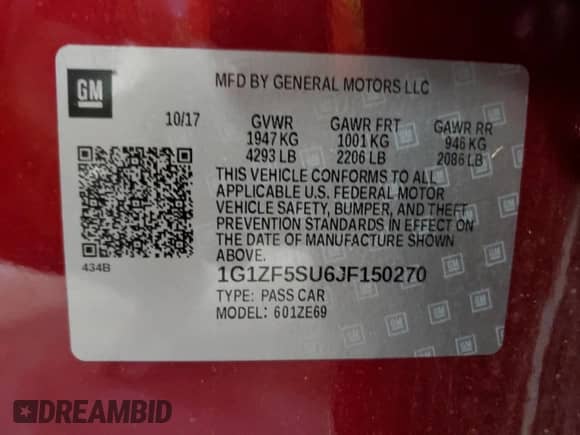 GM
MFD BY GENERAL MOTORS LLC
10/17 GVWR GAWR FRT GAWR RR
1947 KG 1001 KG 946 KG
4293 LB 2206 LB 2086 LB
THIS VEHICLE CONFORMS TO ALL
APPLICABLE U.S. FEDERAL MOTOR
VEHICLE SAFETY, BUMPER, AND THEFT
PREVENTION STANDARDS IN EFFECT ON
THE DATE OF MANUFACTURE SHOWN
ABOVE.
434B
1G1ZF5SU6JF150270
TYPE: PASS CAR
MODEL: 601ZE69
DREAMBID